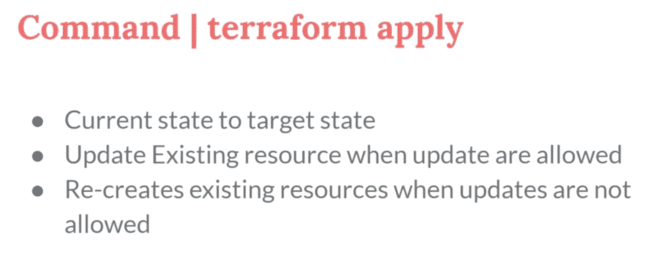 Command | terraform apply
● Current state to target state
● Update Existing resource when update are allowed
● Re-creates existing resources when updates are not
allowed